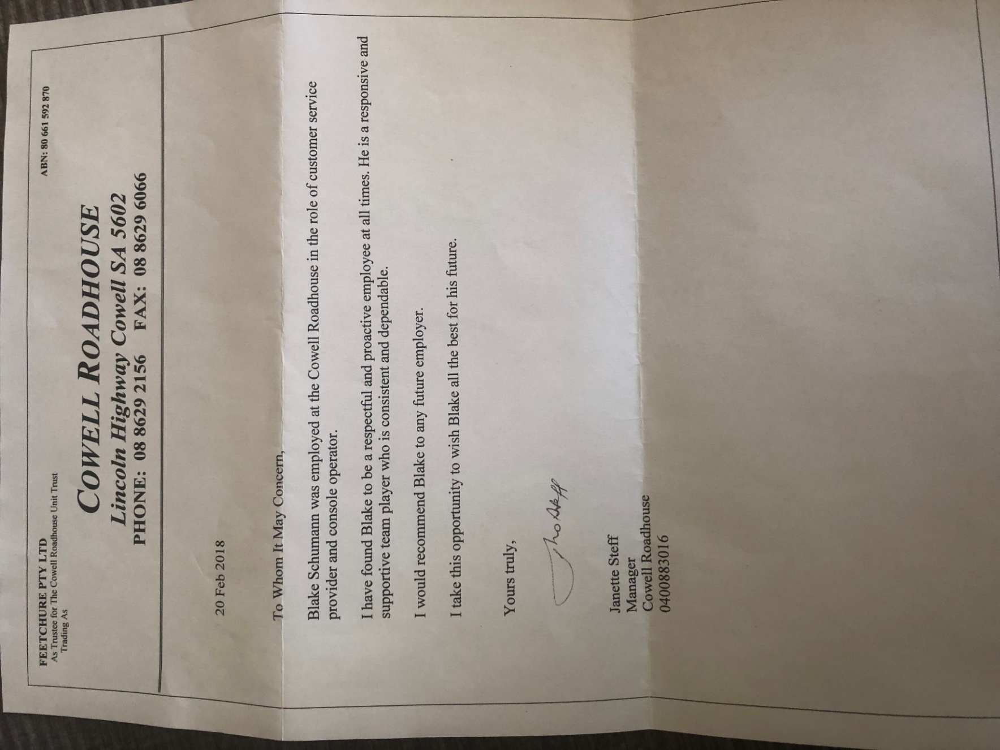 FEETCHURE PTY LTD ABN: 80 661 592 870
As Trustee for The Cowell Roadhouse Unit Trust
Trading As
COWELL ROADHOUSE
Lincoln Highway Cowell SA 5602
PHONE: 08 8629 2156 FAX: 08 8629 6066
20 Feb 2018
To Whom It May Concern,
Blake Schumann was employed at the Cowell Roadhouse in the role of customer service
provider and console operator.
I have found Blake to be a respectful and proactive employee at all times. He is a responsive and
supportive team player who is consistent and dependable.
I would recommend Blake to any future employer.
I take this opportunity to wish Blake all the best for his future.
Yours truly,
Janette Steff
Manager
Cowell Roadhouse
0400883016